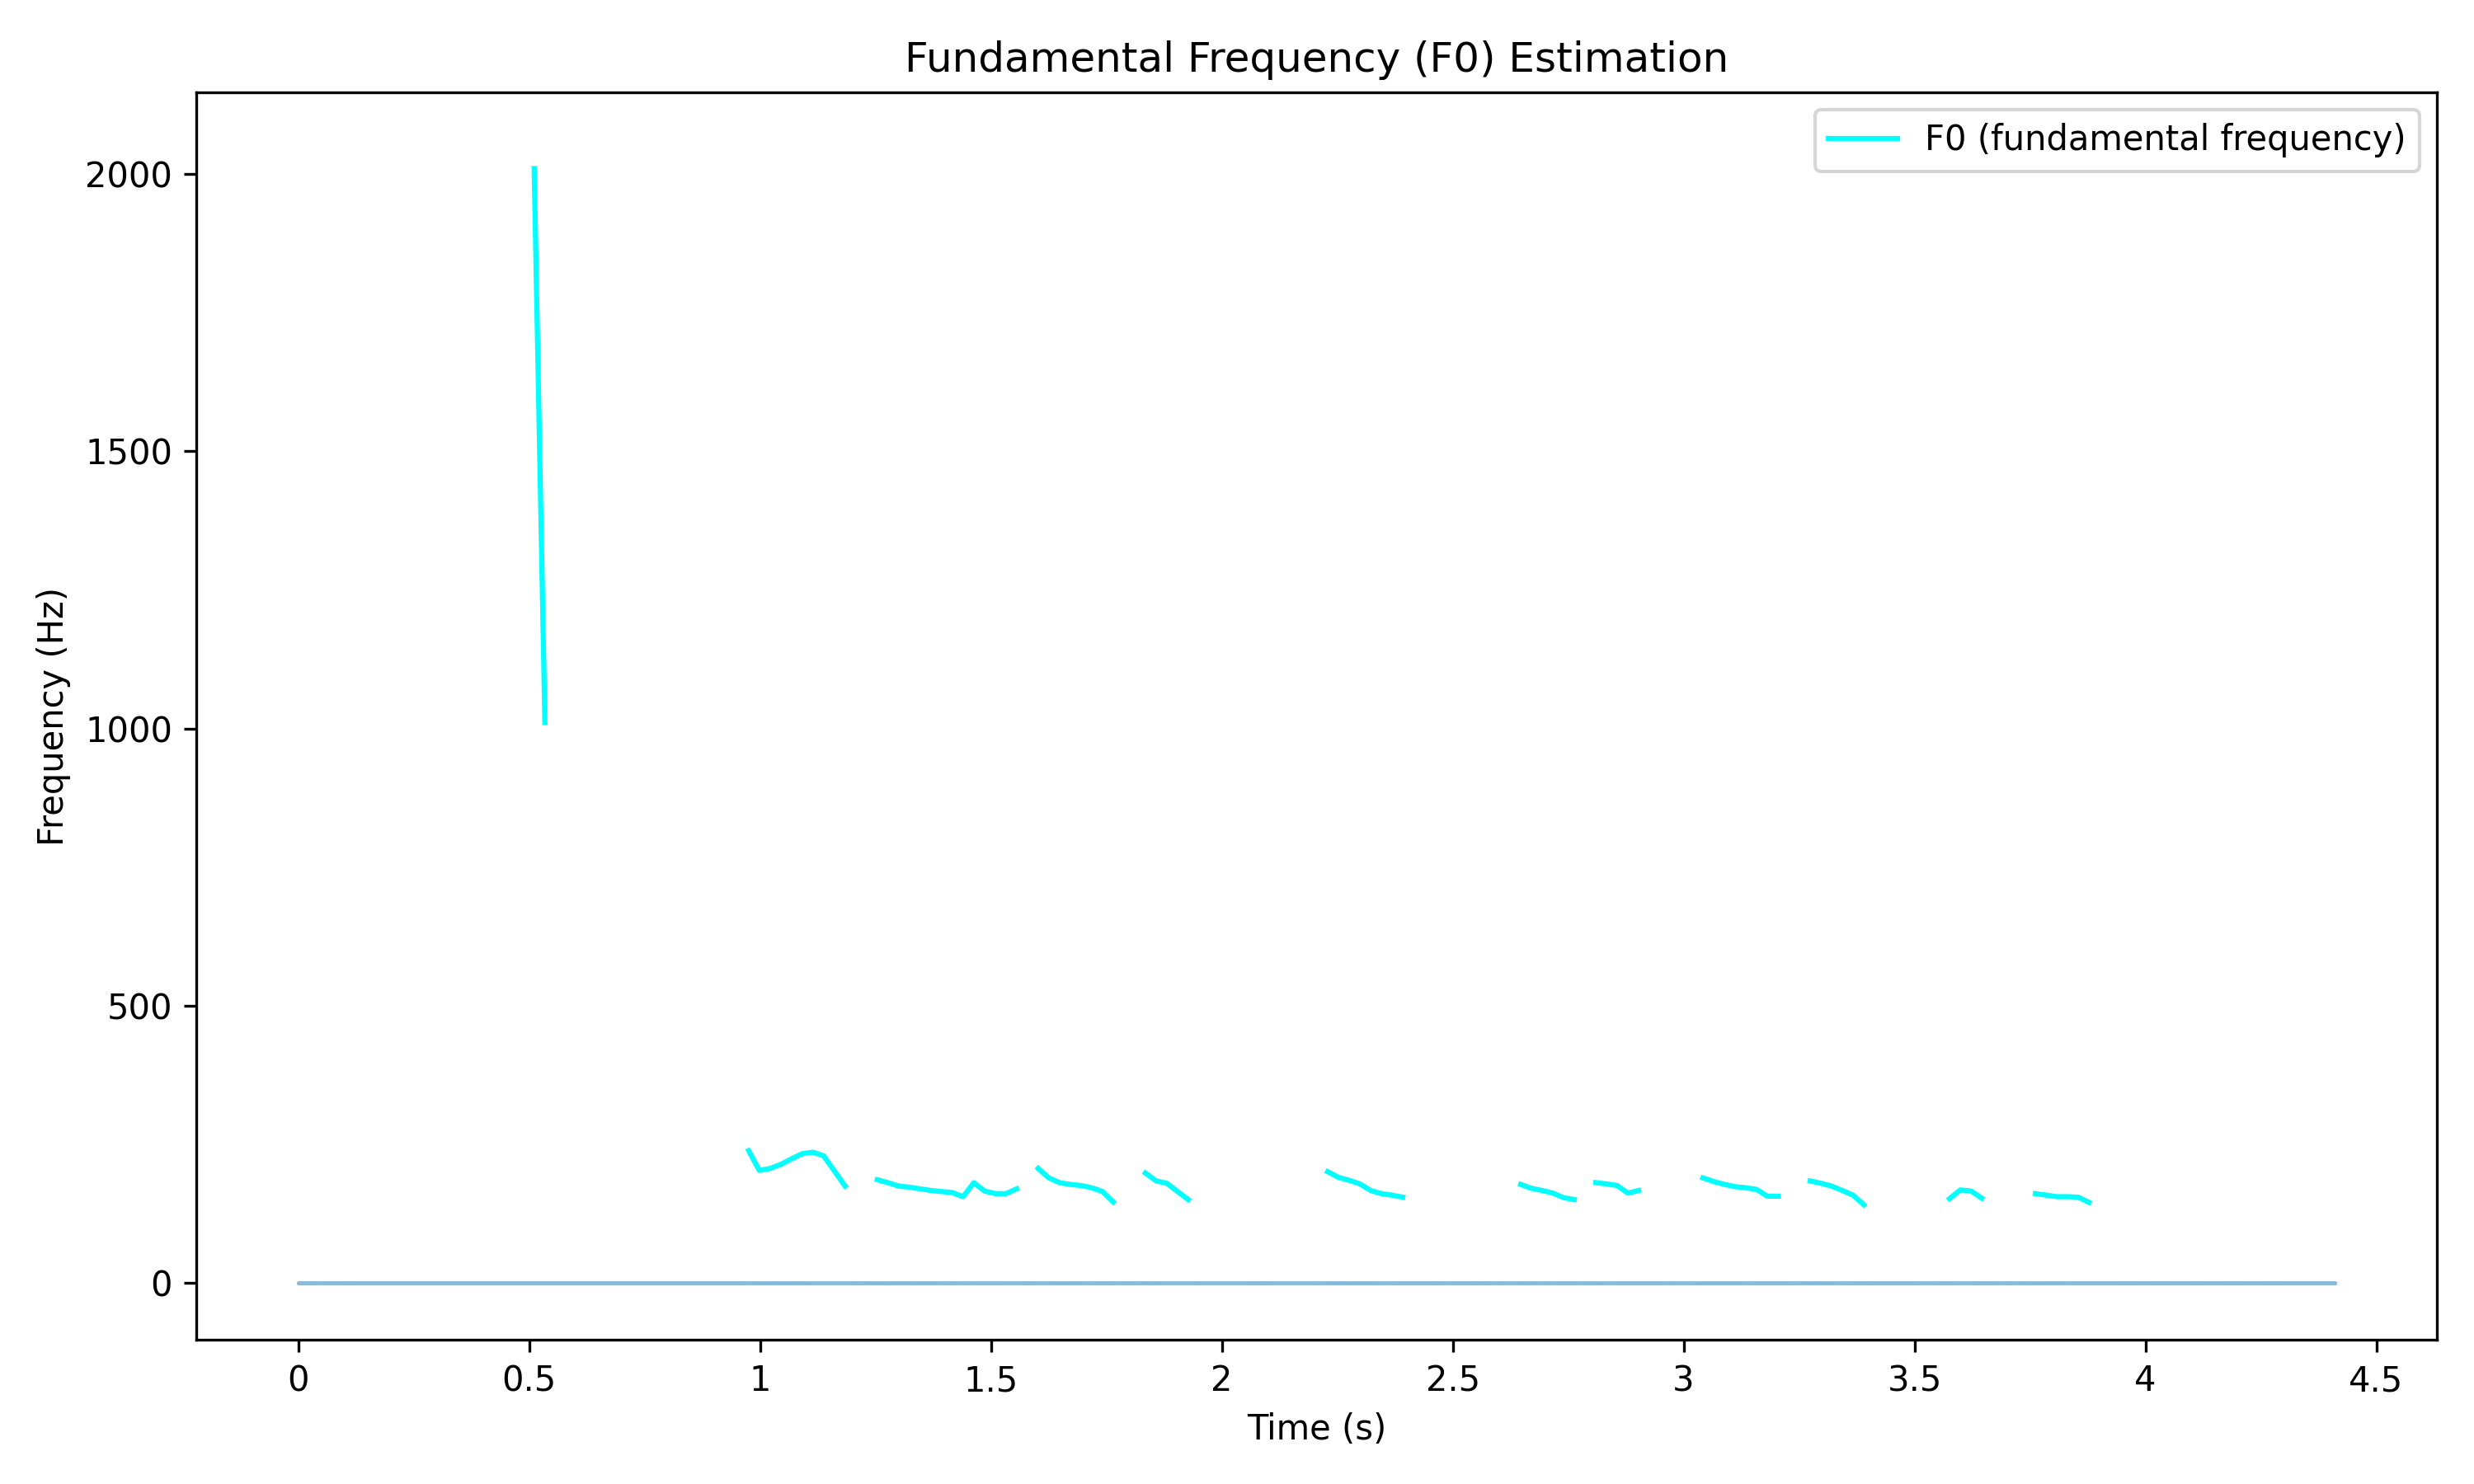 Fundamental Frequency (F0) Estimation
F0 (fundamental frequency)
Frequency (Hz)
2000
1500
1000
500
0
0 0.5 1 1.5 2 2.5 3 3.5 4 4.5
Time (s)